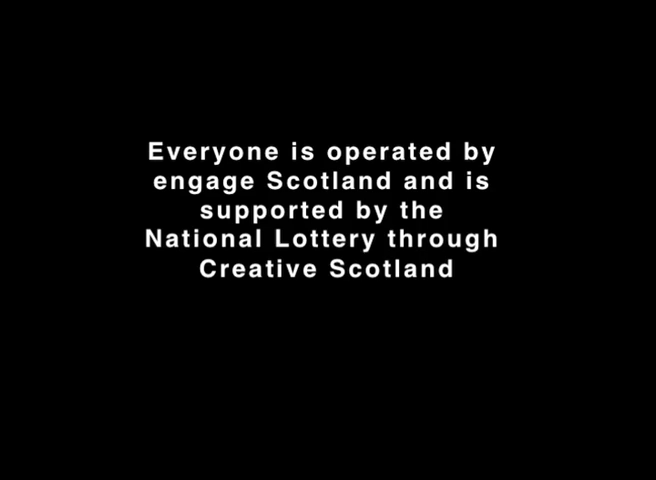 Everyone is operated by
engage Scotland and is
supported by the
National Lottery through
Creative Scotland